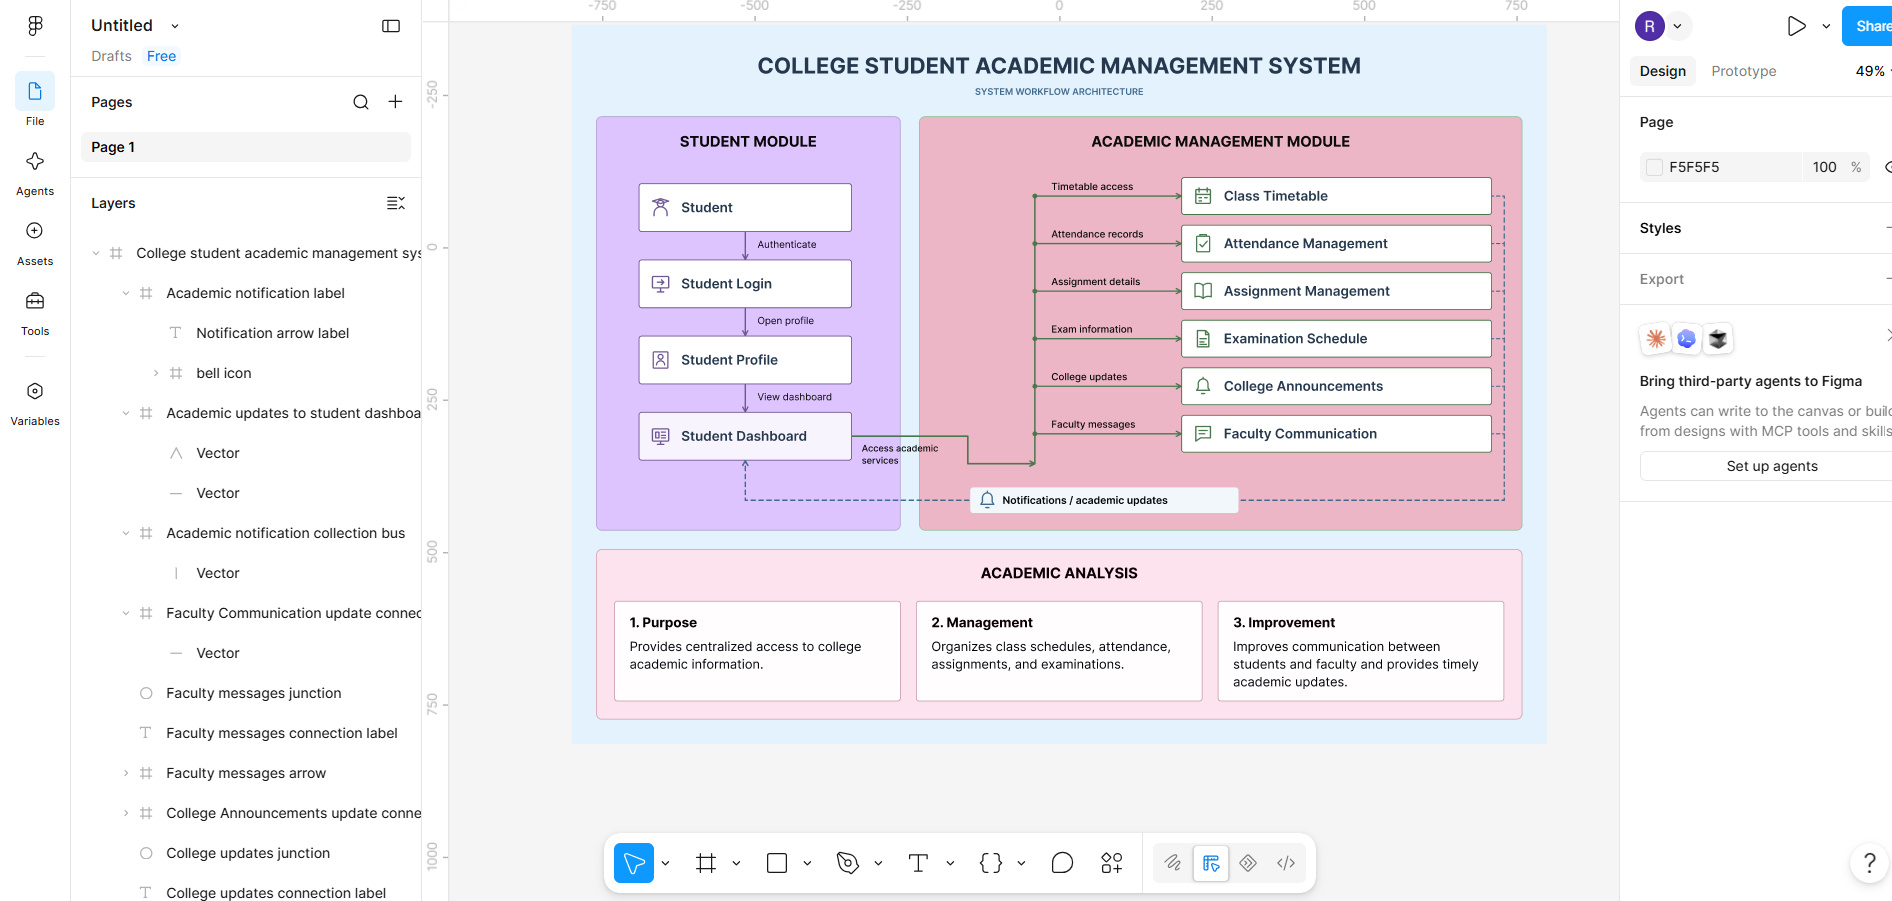 Untitled
Drafts Free
File
Agents
Assets
Tools
Variables
Pages
Page 1
Layers
College student academic management sys
Academic notification label
Notification arrow label
bell icon
Academic updates to student dashboa
Vector
Vector
Academic notification collection bus
Vector
Faculty Communication update connec
Vector
Faculty messages junction
Faculty messages connection label
Faculty messages arrow
College Announcements update conne
College updates junction
College updates connection label
-750 -500 -250 0 250 500 750
-250
0
250
500
750
1000
COLLEGE STUDENT ACADEMIC MANAGEMENT SYSTEM
SYSTEM WORKFLOW ARCHITECTURE
STUDENT MODULE
Student
Authenticate
Student Login
Open profile
Student Profile
View dashboard
Student Dashboard
Access academic
services
ACADEMIC MANAGEMENT MODULE
Timetable access
Class Timetable
Attendance records
Attendance Management
Assignment details
Assignment Management
Exam information
Examination Schedule
College updates
College Announcements
Faculty messages
Faculty Communication
Notifications / academic updates
ACADEMIC ANALYSIS
1. Purpose
Provides centralized access to college
academic information.
2. Management
Organizes class schedules, attendance,
assignments, and examinations.
3. Improvement
Improves communication between
students and faculty and provides timely
academic updates.
R
Share
Design Prototype 49%
Page
F5F5F5 100 %
Styles
Export
Bring third-party agents to Figma
Agents can write to the canvas or build
from designs with MCP tools and skills
Set up agents
?